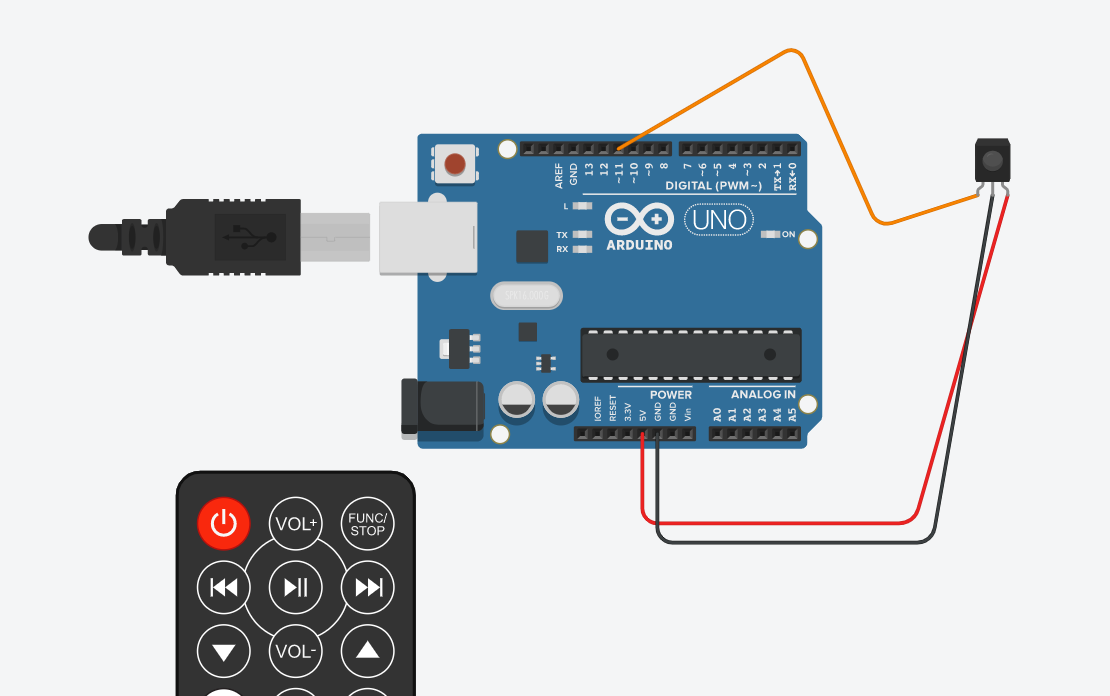 AREF
GND
13
12
~11
~10
~9
8
7
~6
~5
4
~3
2
TX→1
RX←0
DIGITAL (PWM~)
L
TX
RX
ARDUINO
UNO
ON
POWER
ANALOG IN
IOREF
RESET
3.3V
5V
GND
GND
Vin
A0
A1
A2
A3
A4
A5
VOL+
FUNC/
STOP
VOL-